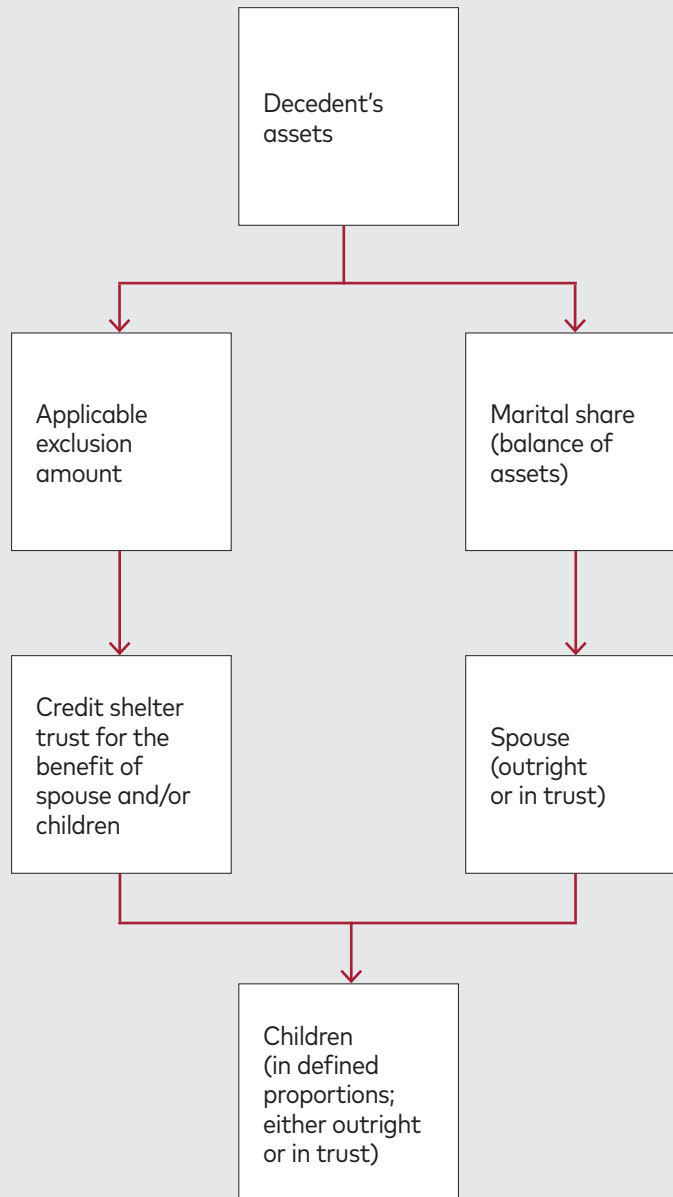 Decedent's
assets
Applicable
exclusion
amount
Marital share
(balance of
assets)
Credit shelter
trust for the
benefit of
spouse and/or
children
Spouse
(outright
or in trust)
Children
(in defined
proportions;
either outright
or in trust)